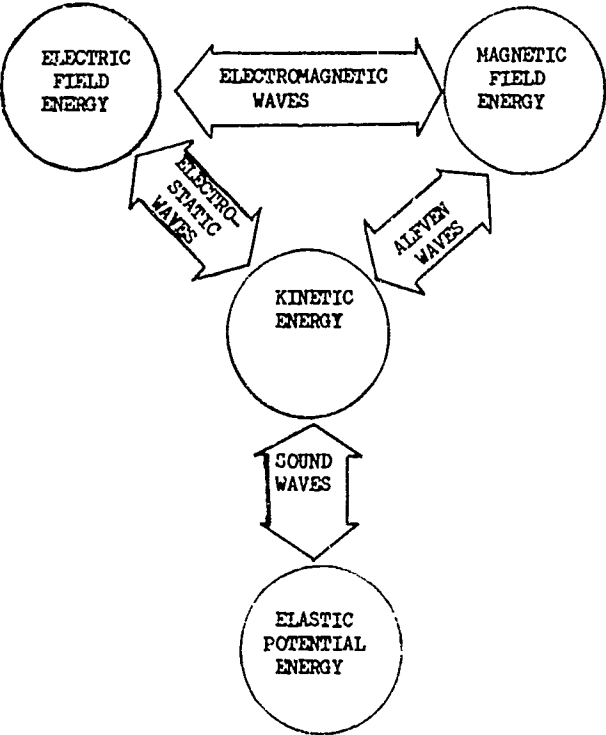 ELECTRIC
FIELD
ENERGY
ELECTROMAGNETIC
WAVES
MAGNETIC
FIELD
ENERGY
ELECTRO-
STATIC
WAVES
ALFVEN
WAVES
KINETIC
ENERGY
SOUND
WAVES
ELASTIC
POTENTIAL
ENERGY